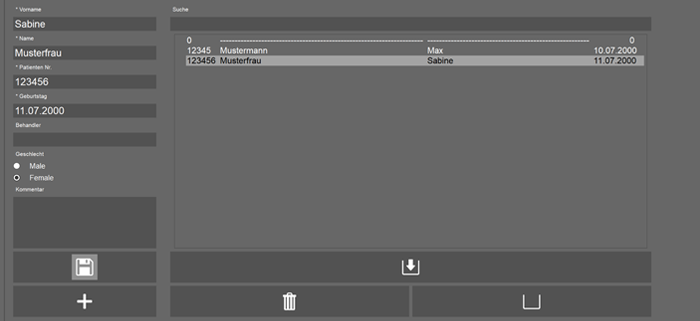 * Vorname
Sabine
* Name
Musterfrau
* Patienten Nr.
123456
* Geburtstag
11.07.2000
Behandler
Geschlecht
Male
Female
Kommentar
Suche
0 ---------------------------------------- -------------------------------- 0
12345 Mustermann Max 10.07.2000
123456 Musterfrau Sabine 11.07.2000